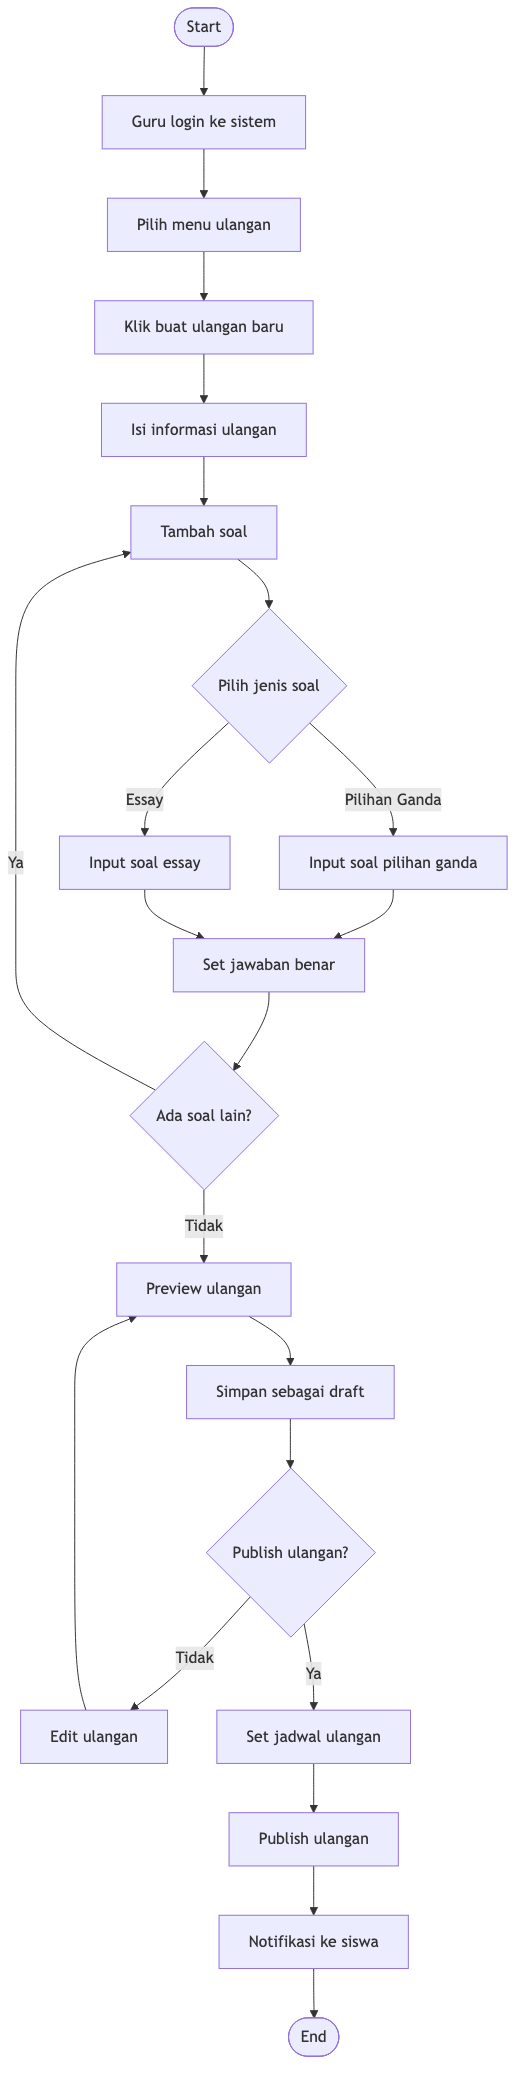 Start
Guru login ke sistem
Pilih menu ulangan
Klik buat ulangan baru
Isi informasi ulangan
Tambah soal
Pilih jenis soal
Essay
Pilihan Ganda
Ya
Input soal essay
Input soal pilihan ganda
Set jawaban benar
Ada soal lain?
Tidak
Preview ulangan
Simpan sebagai draft
Publish ulangan?
Tidak
Ya
Edit ulangan
Set jadwal ulangan
Publish ulangan
Notifikasi ke siswa
End